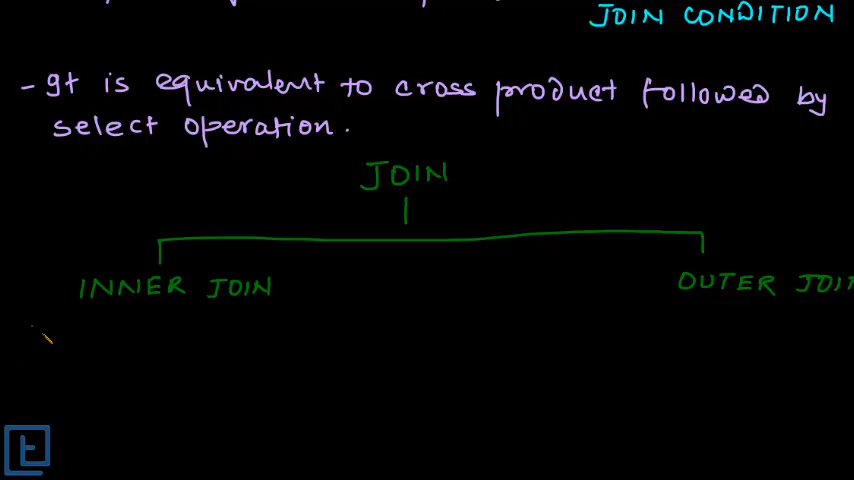 JOIN CONDITION
- It is equivalent to cross product followed by
select operation.
JOIN
INNER JOIN OUTER JOIN